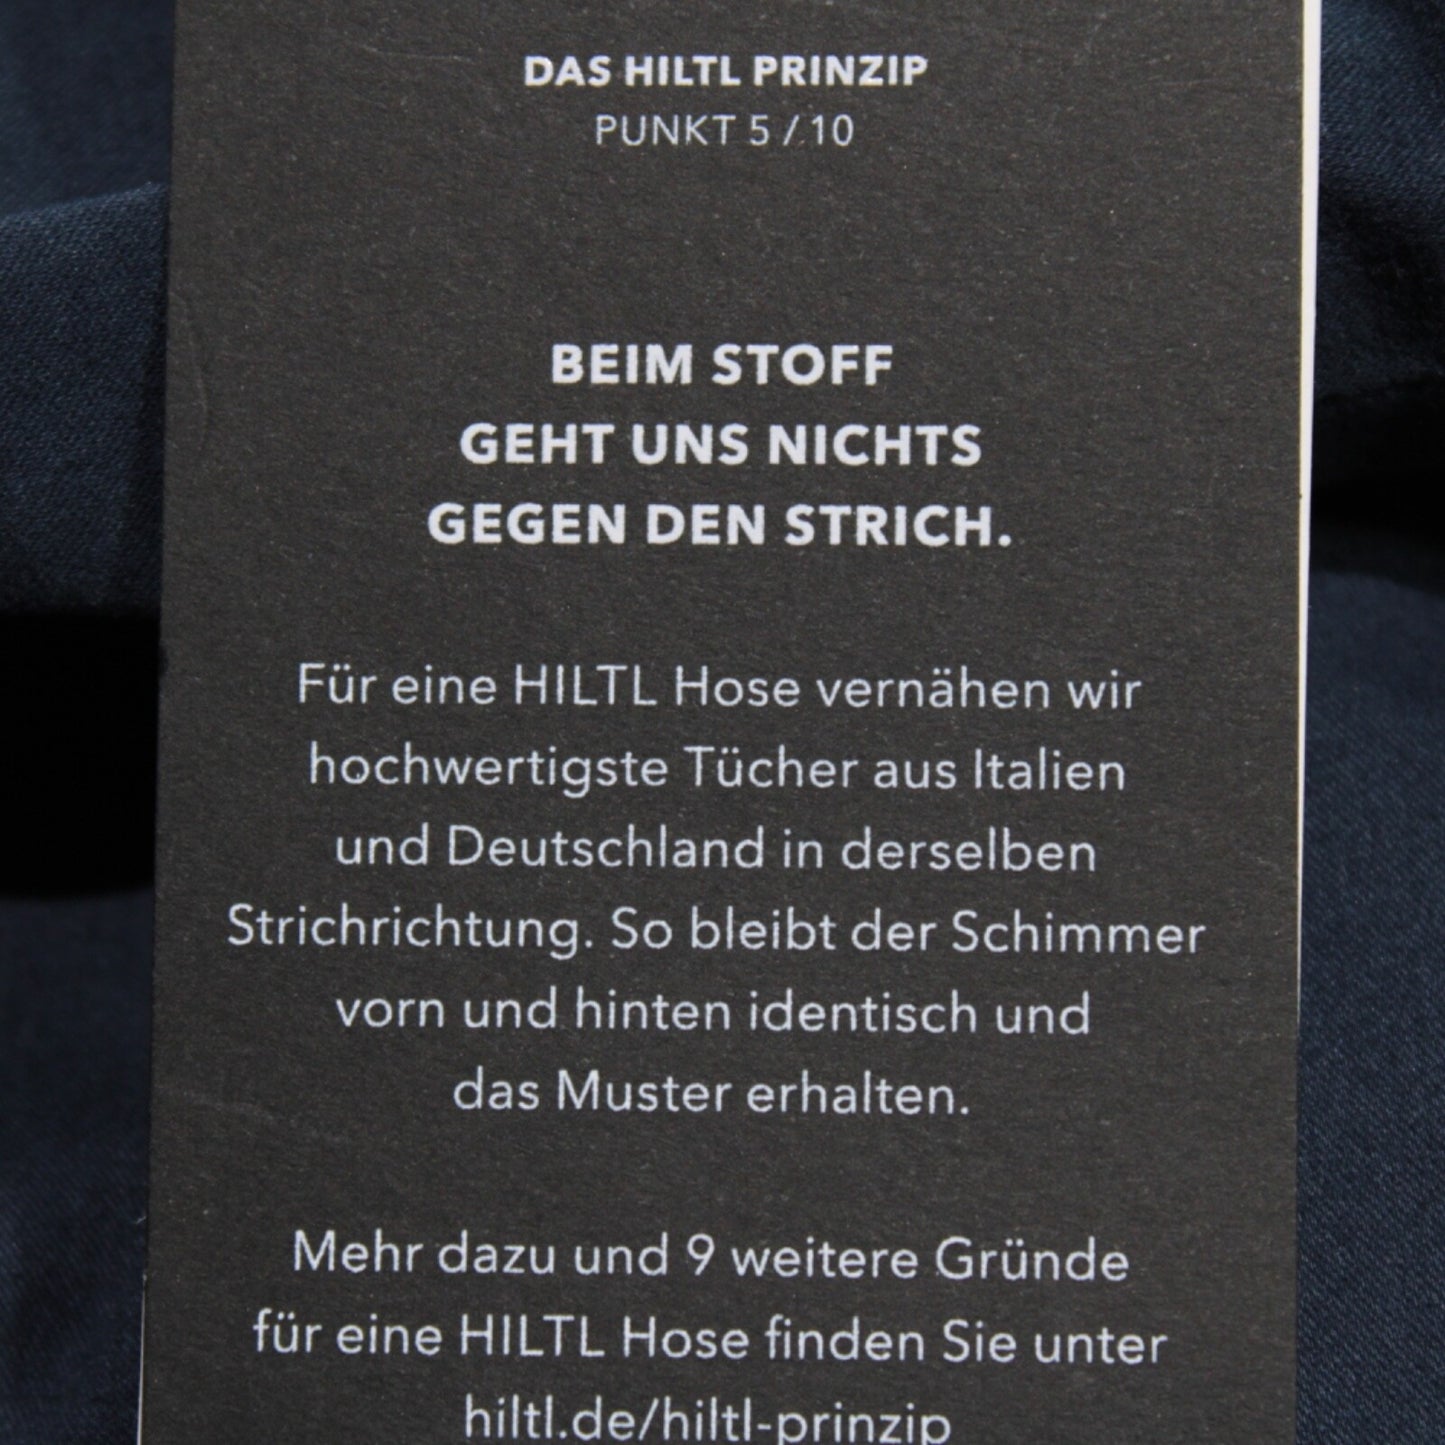 DAS HILTL PRINZIP
PUNKT 5 / 10
BEIM STOFF
GEHT UNS NICHTS
GEGEN DEN STRICH.
Für eine HILTL Hose vernähen wir
hochwertigste Tücher aus Italien
und Deutschland in derselben
Strichrichtung. So bleibt der Schimmer
vorn und hinten identisch und
das Muster erhalten.
Mehr dazu und 9 weitere Gründe
für eine HILTL Hose finden Sie unter
hiltl.de/hiltl-prinzip